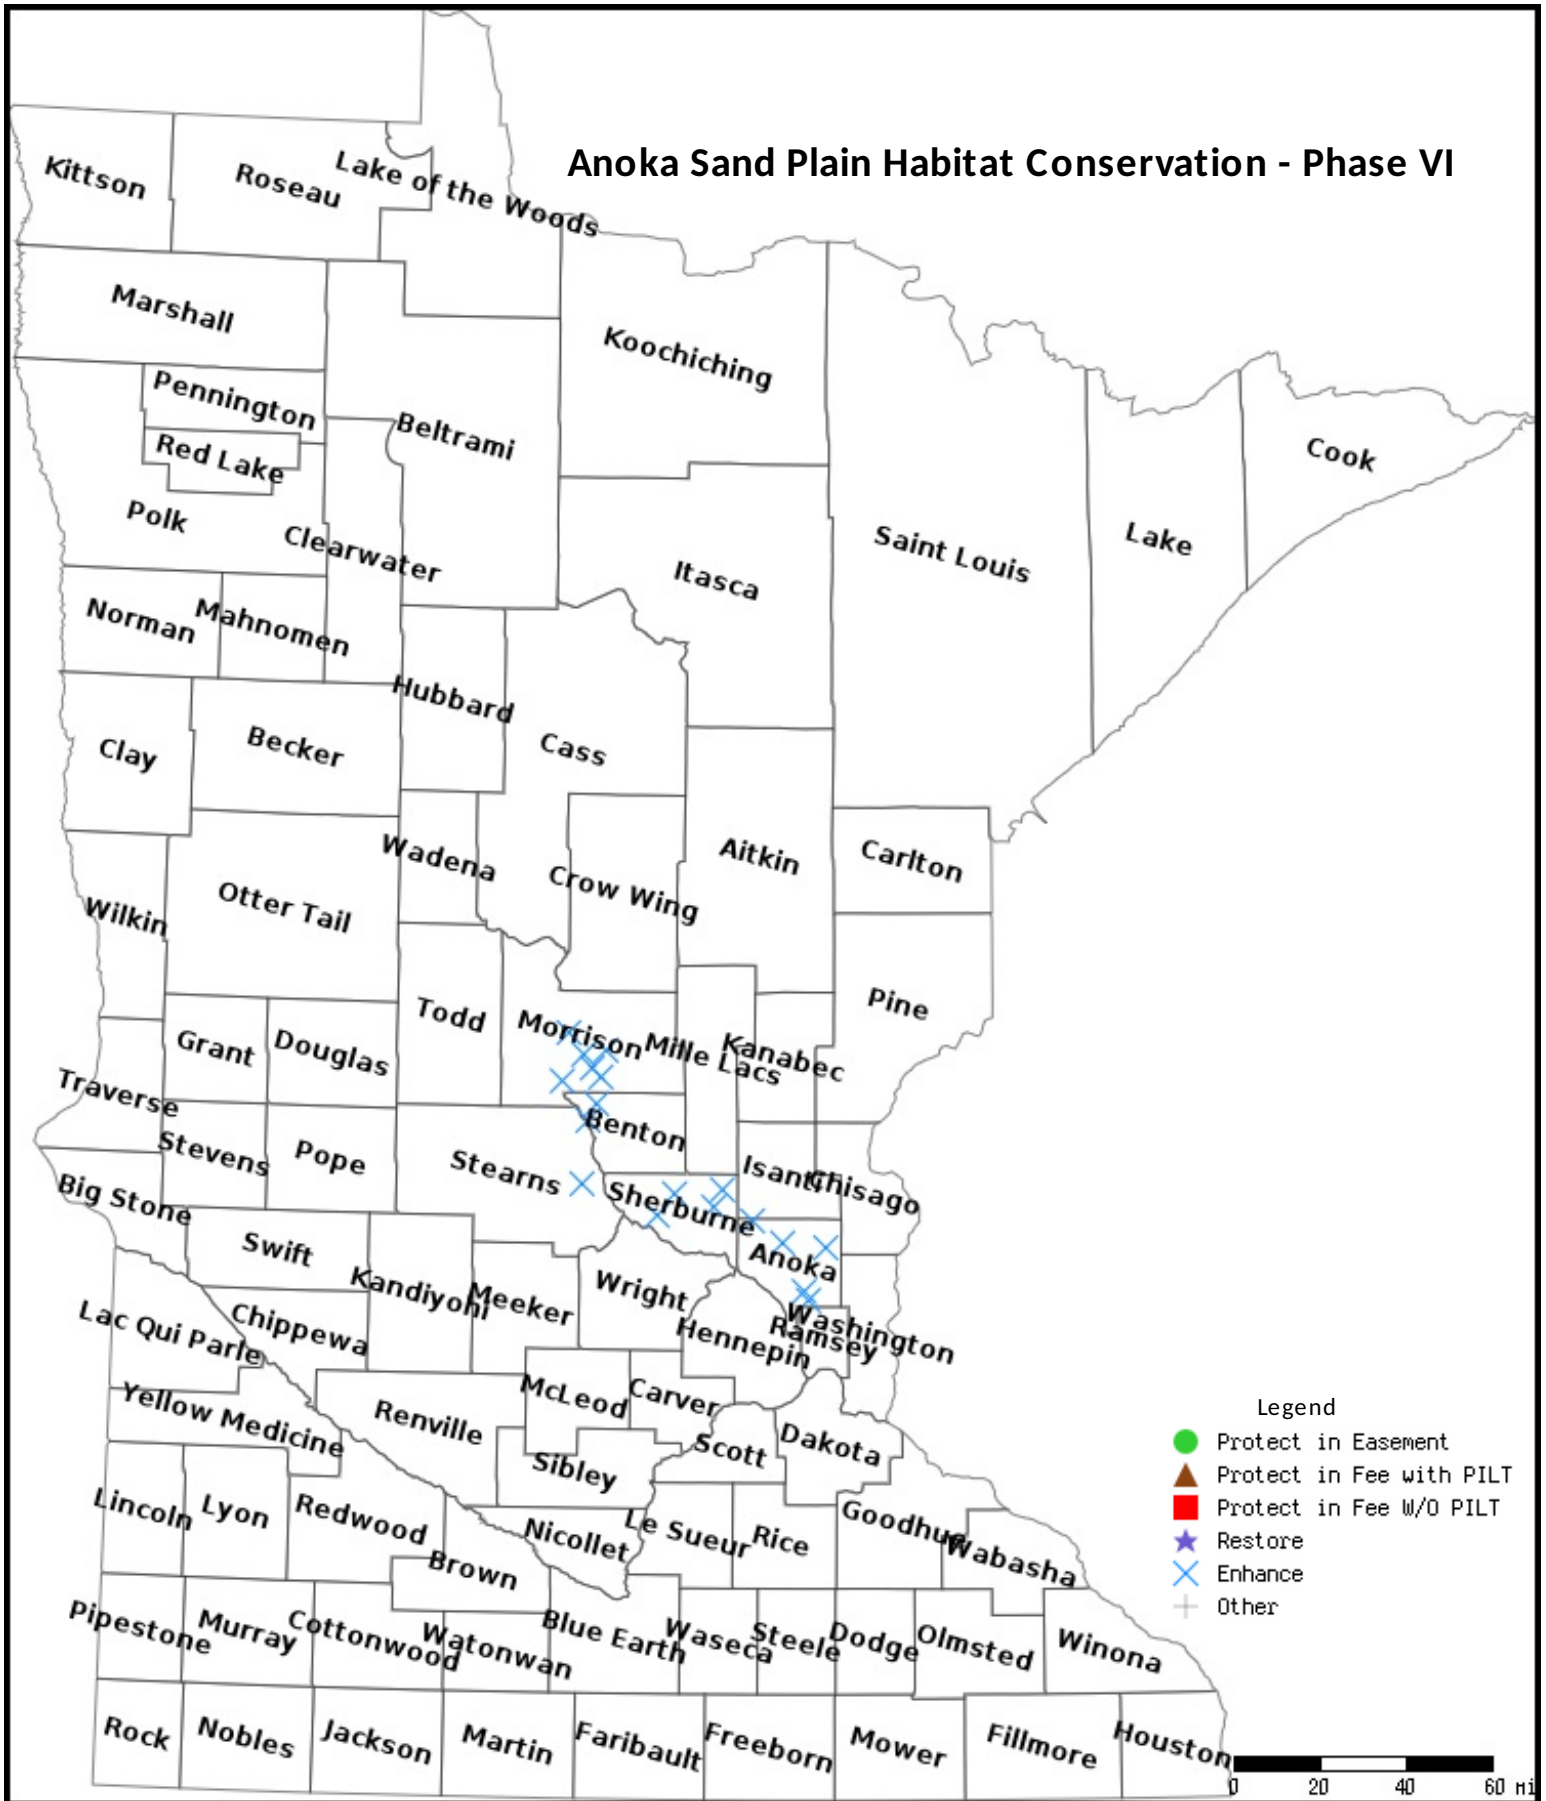 Anoka Sand Plain Habitat Conservation - Phase VI
Kittson
Roseau
Lake of the Woods
Marshall
Koochiching
Pennington
Beltrami
Red Lake
Cook
Polk
Clearwater
Saint Louis
Lake
Itasca
Norman
Mahnomen
Hubbard
Clay
Becker
Cass
Wadena
Aitkin
Carlton
Crow Wing
Otter Tail
Wilkin
Todd
Pine
Morrison
Mille Lacs
Kanabec
Grant
Douglas
Traverse
Benton
Stevens
Pope
Stearns
Isanti
Chisago
Big Stone
Sherburne
Swift
Anoka
Kandiyohi
Meeker
Wright
Lac Qui Parle
Chippewa
Hennepin
Washington
Ramsey
McLeod
Carver
Yellow Medicine
Renville
Scott
Dakota
Sibley
Legend
Protect in Easement
Protect in Fee with PILT
Protect in Fee W/O PILT
Restore
Enhance
Other
Lincoln
Lyon
Redwood
Nicollet
Le Sueur
Rice
Goodhue
Wabasha
Brown
Pipestone
Murray
Cottonwood
Watonwan
Blue Earth
Waseca
Steele
Dodge
Olmsted
Winona
Rock
Nobles
Jackson
Martin
Faribault
Freeborn
Mower
Fillmore
Houston
0 20 40 60 mi